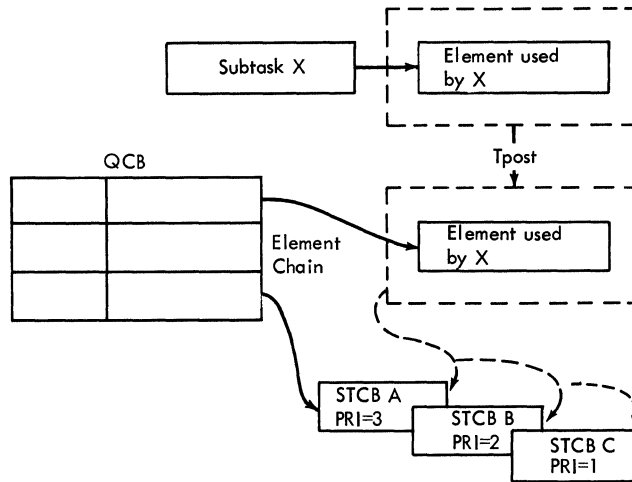 Subtask X
Element used
by X
Tpost
QCB
Element used
by X
Element
Chain
STCB A
PRI=3
STCB B
PRI=2
STCB C
PRI=1